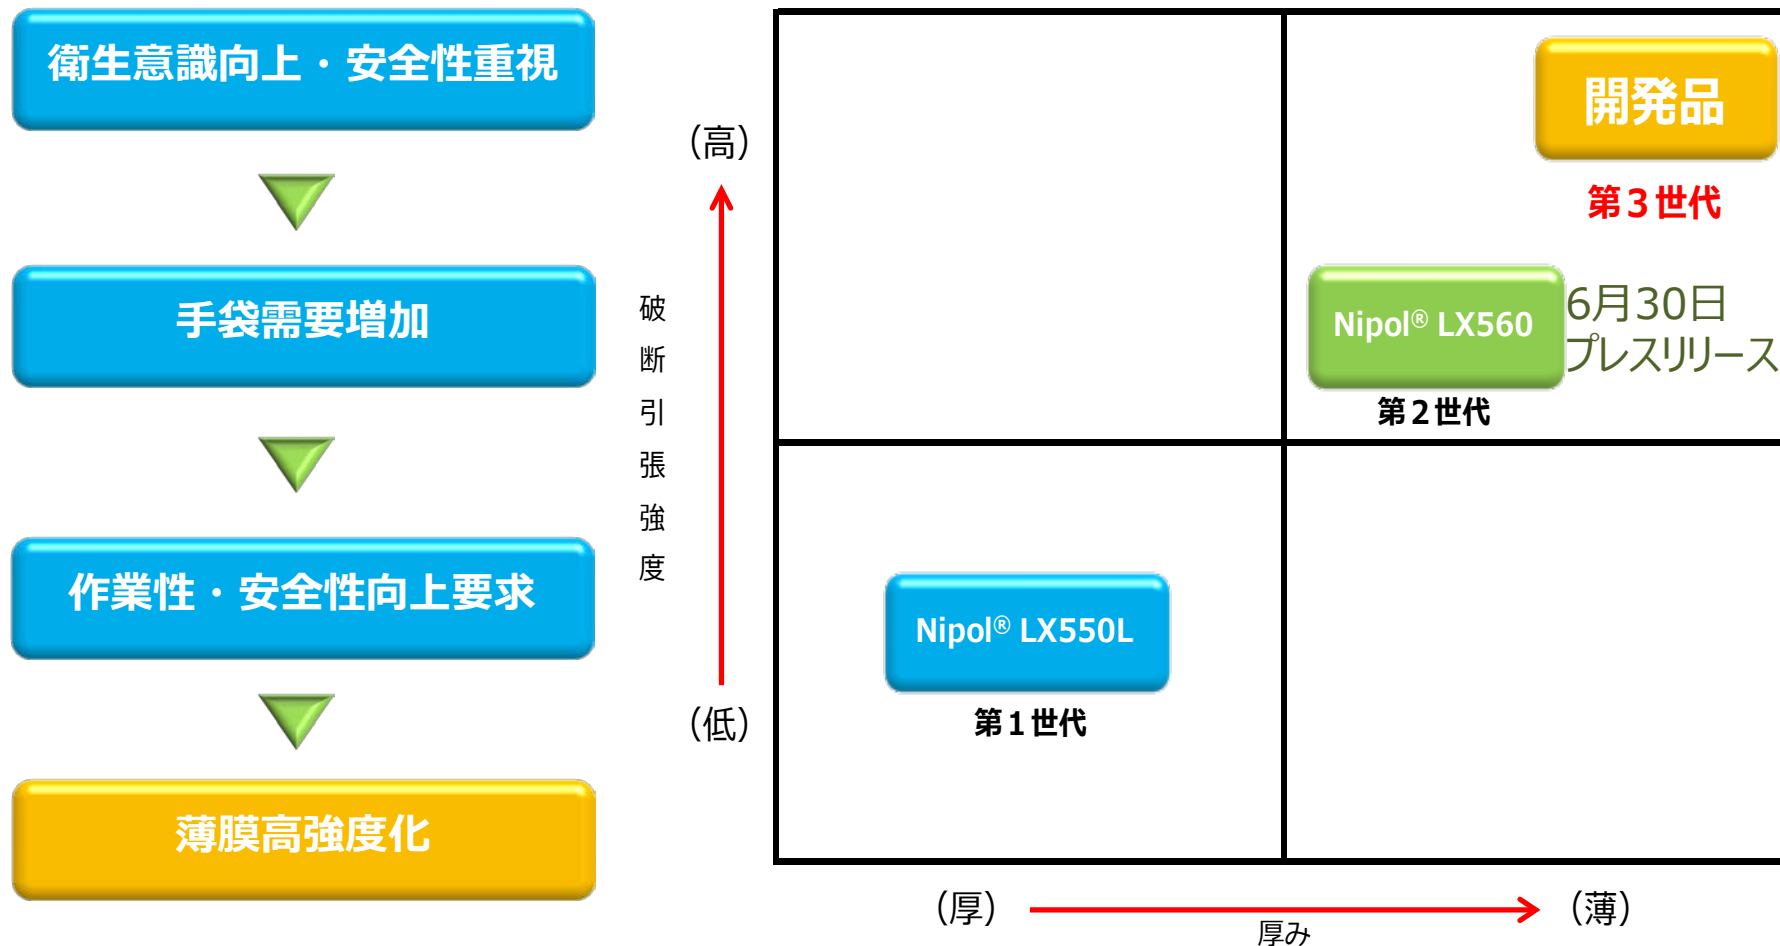 衛生意識向上・安全性重視
手袋需要増加
作業性・安全性向上要求
薄膜高強度化
（高）
破断引張強度
（低）
開発品
第３世代
Nipol® LX560
6月30日
プレスリリース
第２世代
Nipol® LX550L
第１世代
（厚）
厚み
（薄）